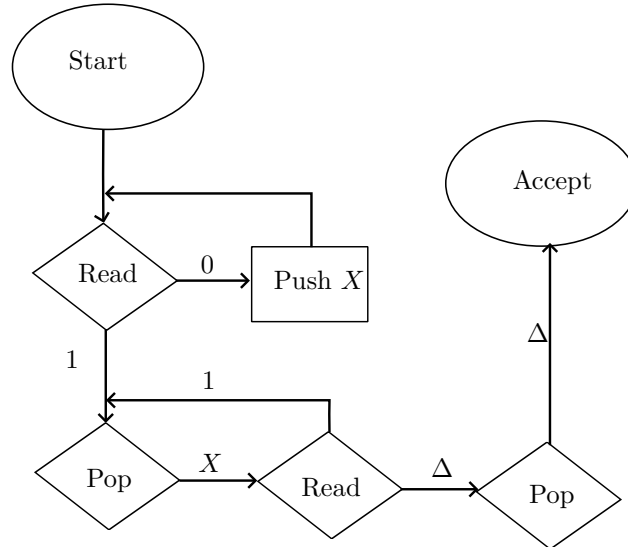 Start
Accept
Read
0
Push X
1
1
Pop
X
Read
Δ
Pop
Δ